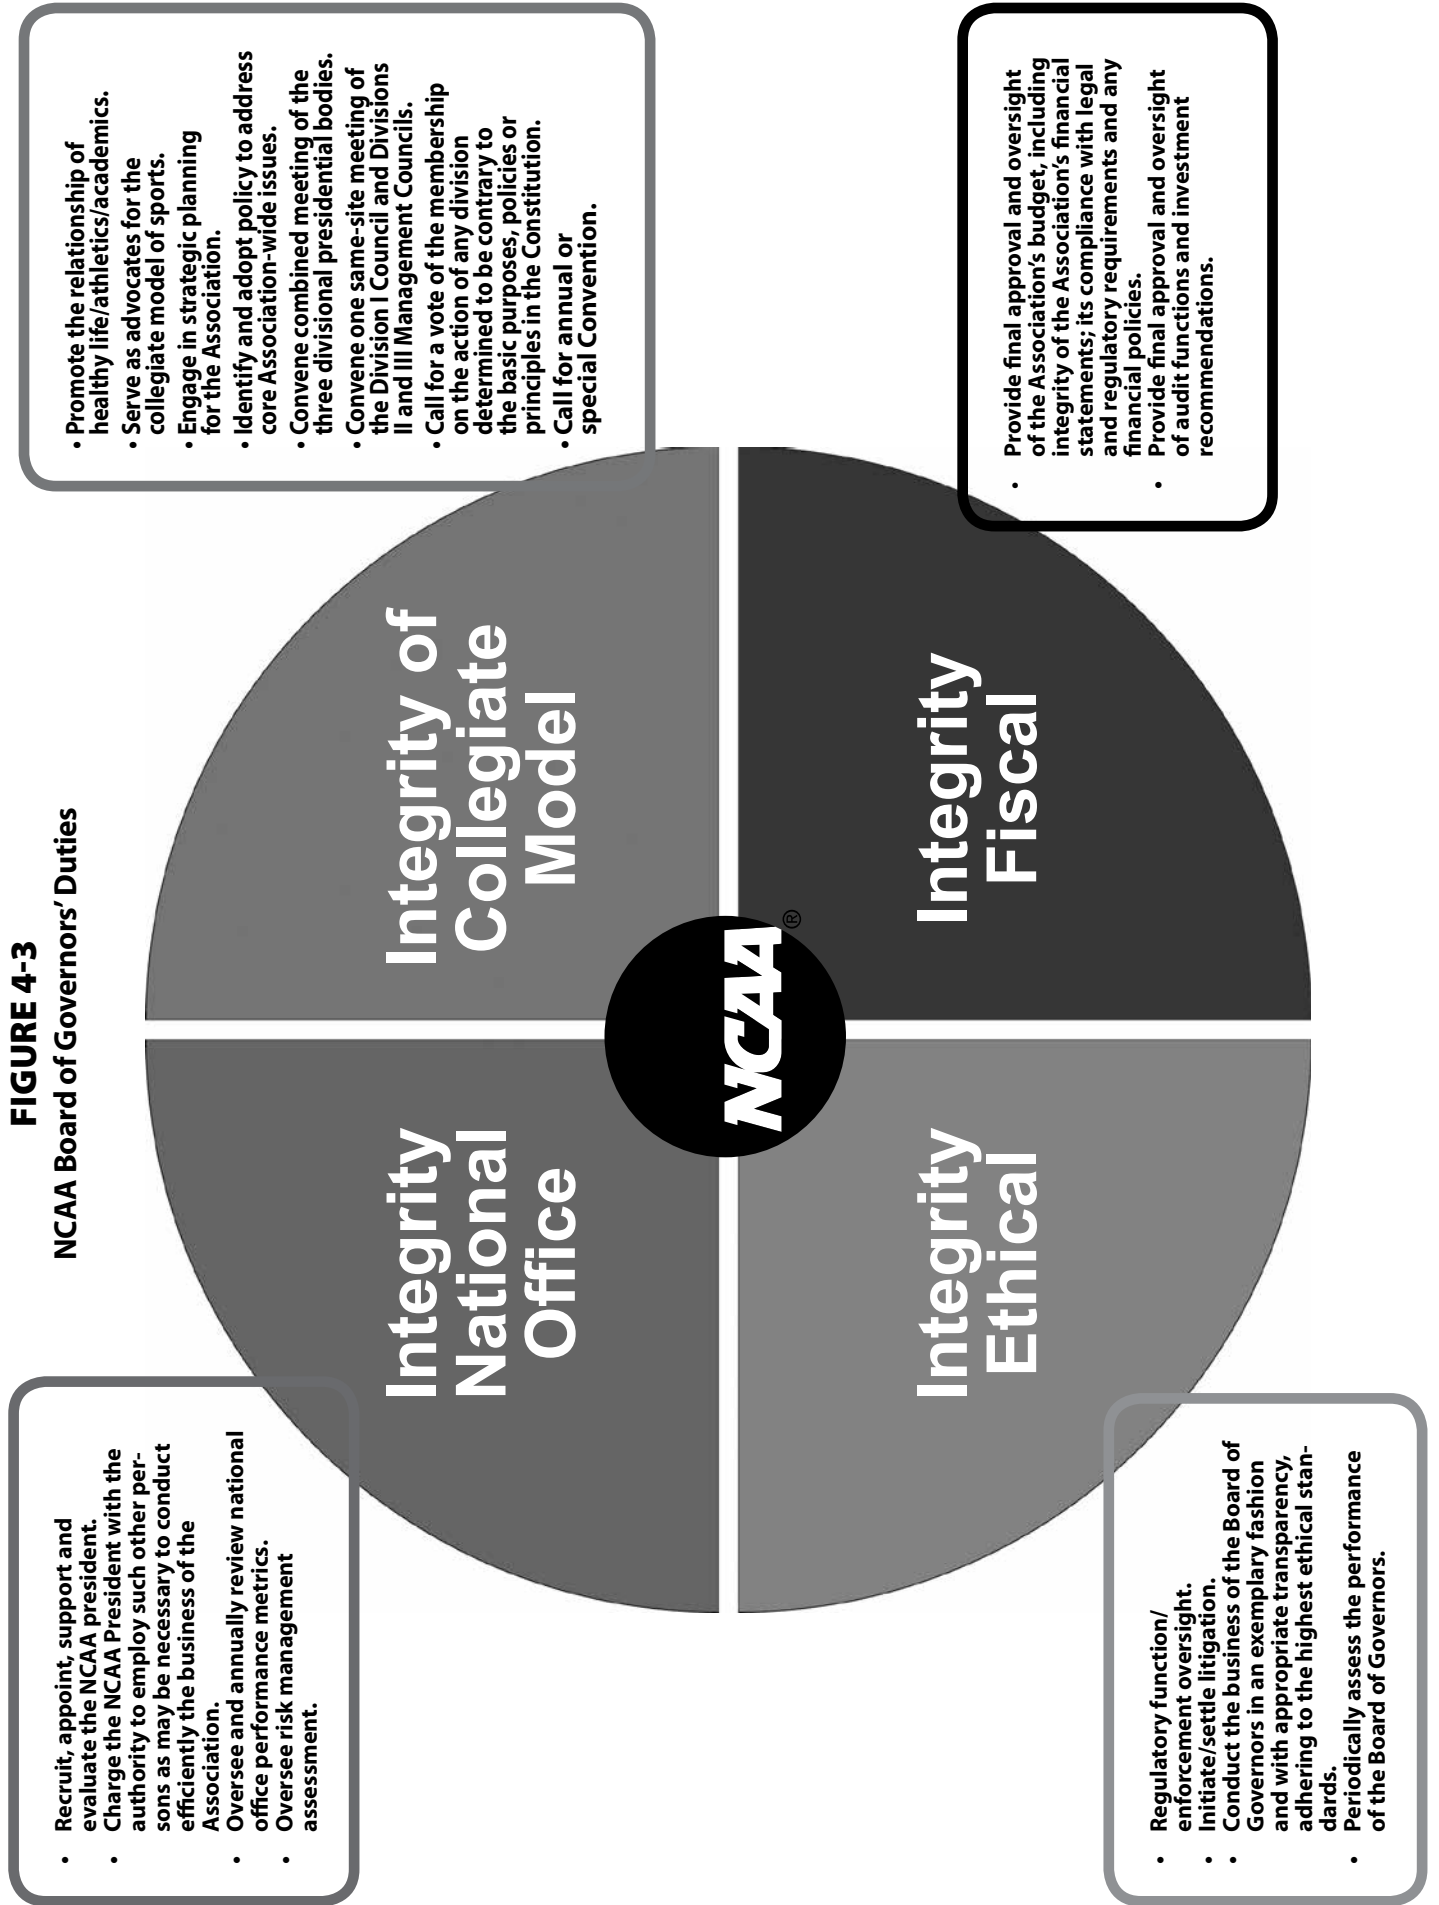 FIGURE 4-3
NCAA Board of Governors' Duties
• Recruit, appoint, support and
evaluate the NCAA president.
• Charge the NCAA President with the
authority to employ such other per-
sons as may be necessary to conduct
efficiently the business of the
Association.
• Oversee and annually review national
office performance metrics.
• Oversee risk management
assessment.
Integrity
National
Office
Integrity of
Collegiate
Model
• Promote the relationship of
healthy life/athletics/academics.
• Serve as advocates for the
collegiate model of sports.
• Engage in strategic planning
for the Association.
• Identify and adopt policy to address
core Association-wide issues.
• Convene combined meeting of the
three divisional presidential bodies.
• Convene one same-site meeting of
the Division I Council and Divisions
II and III Management Councils.
• Call for a vote of the membership
on the action of any division
determined to be contrary to
the basic purposes, policies or
principles in the Constitution.
• Call for annual or
special Convention.
NCAA®
Integrity
Ethical
Integrity
Fiscal
• Regulatory function/
enforcement oversight.
• Initiate/settle litigation.
• Conduct the business of the Board of
Governors in an exemplary fashion
and with appropriate transparency,
adhering to the highest ethical stan-
dards.
• Periodically assess the performance
of the Board of Governors.
• Provide final approval and oversight
of the Association's budget, including
integrity of the Association's financial
statements; its compliance with legal
and regulatory requirements and any
financial policies.
• Provide final approval and oversight
of audit functions and investment
recommendations.